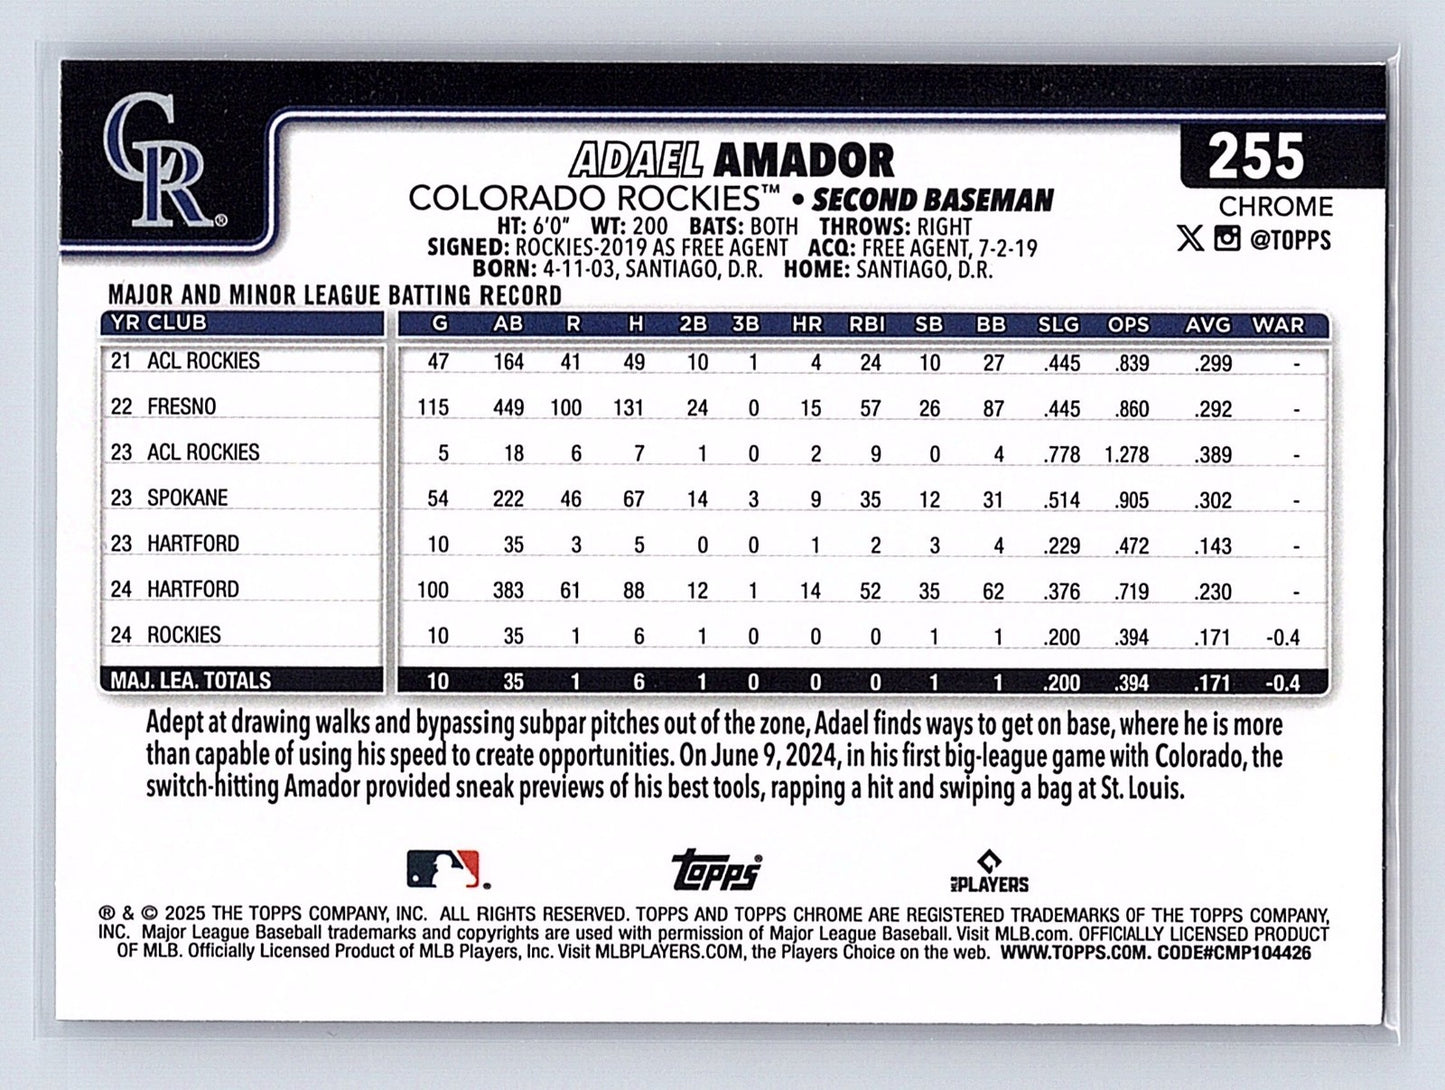 CR®
ADAEL AMADOR
255
COLORADO ROCKIES™ • SECOND BASEMAN
CHROME
HT: 6'0" WT: 200 BATS: BOTH THROWS: RIGHT
X @TOPPS
SIGNED: ROCKIES-2019 AS FREE AGENT ACQ: FREE AGENT, 7-2-19
BORN: 4-11-03, SANTIAGO, D.R. HOME: SANTIAGO, D.R.
MAJOR AND MINOR LEAGUE BATTING RECORD
YR CLUB G AB R H 2B 3B HR RBI SB BB SLG OPS AVG WAR
21 ACL ROCKIES 47 164 41 49 10 1 4 24 10 27 .445 .839 .299 -
22 FRESNO 115 449 100 131 24 0 15 57 26 87 .445 .860 .292 -
23 ACL ROCKIES 5 18 6 7 1 0 2 9 0 4 .778 1.278 .389 -
23 SPOKANE 54 222 46 67 14 3 9 35 12 31 .514 .905 .302 -
23 HARTFORD 10 35 3 5 0 0 1 2 3 4 .229 .472 .143 -
24 HARTFORD 100 383 61 88 12 1 14 52 35 62 .376 .719 .230 -
24 ROCKIES 10 35 1 6 1 0 0 0 1 1 .200 .394 .171 -0.4
MAJ. LEA. TOTALS 10 35 1 6 1 0 0 0 1 1 .200 .394 .171 -0.4
Adept at drawing walks and bypassing subpar pitches out of the zone, Adael finds ways to get on base, where he is more
than capable of using his speed to create opportunities. On June 9, 2024, in his first big-league game with Colorado, the
switch-hitting Amador provided sneak previews of his best tools, rapping a hit and swiping a bag at St. Louis.
Topps® MLB PLAYERS
® & © 2025 THE TOPPS COMPANY, INC. ALL RIGHTS RESERVED. TOPPS AND TOPPS CHROME ARE REGISTERED TRADEMARKS OF THE TOPPS COMPANY,
INC. Major League Baseball trademarks and copyrights are used with permission of Major League Baseball. Visit MLB.com. OFFICIALLY LICENSED PRODUCT
OF MLB. Officially Licensed Product of MLB Players, Inc. Visit MLBPLAYERS.COM, the Players Choice on the web. WWW.TOPPS.COM. CODE#CMP104426